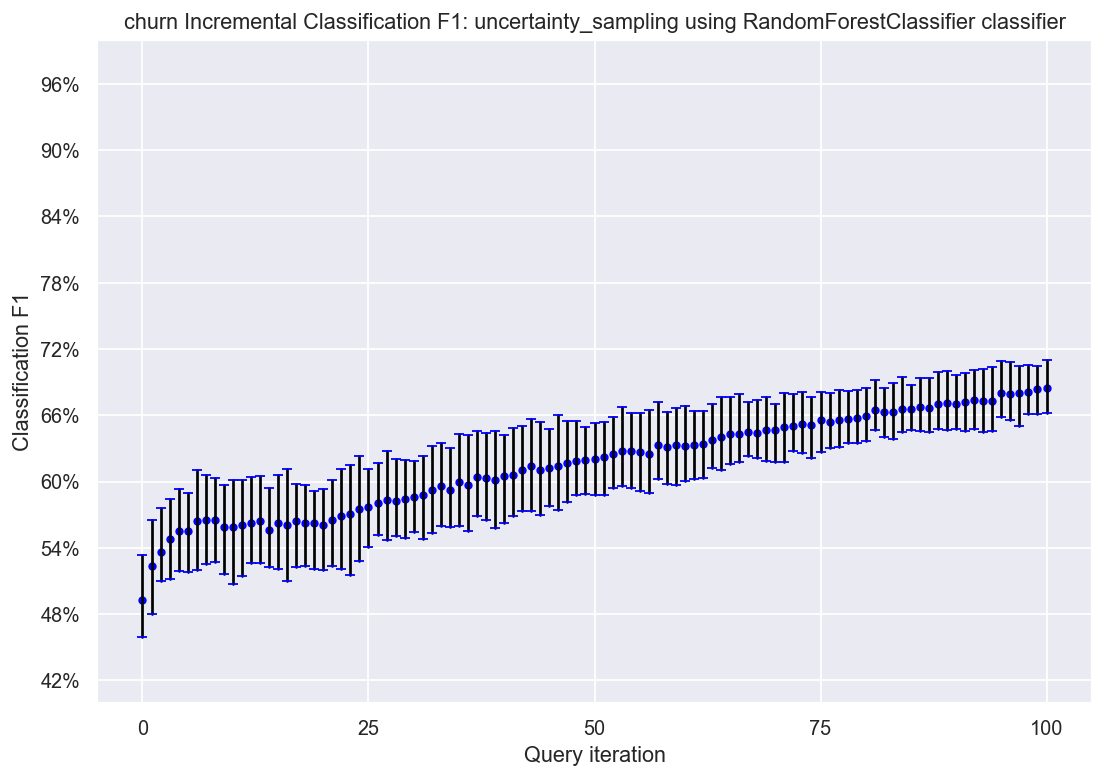 churn Incremental Classification F1: uncertainty_sampling using RandomForestClassifier classifier
96%
90%
84%
78%
72%
66%
60%
54%
48%
42%
Classification F1
0 25 50 75 100
Query iteration